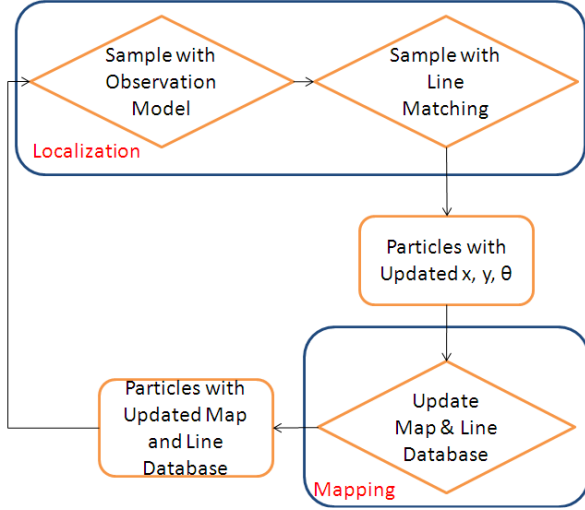 Sample with
Observation
Model
Sample with
Line
Matching
Localization
Particles with
Updated x, y, θ
Update
Map & Line
Database
Mapping
Particles with
Updated Map
and Line
Database